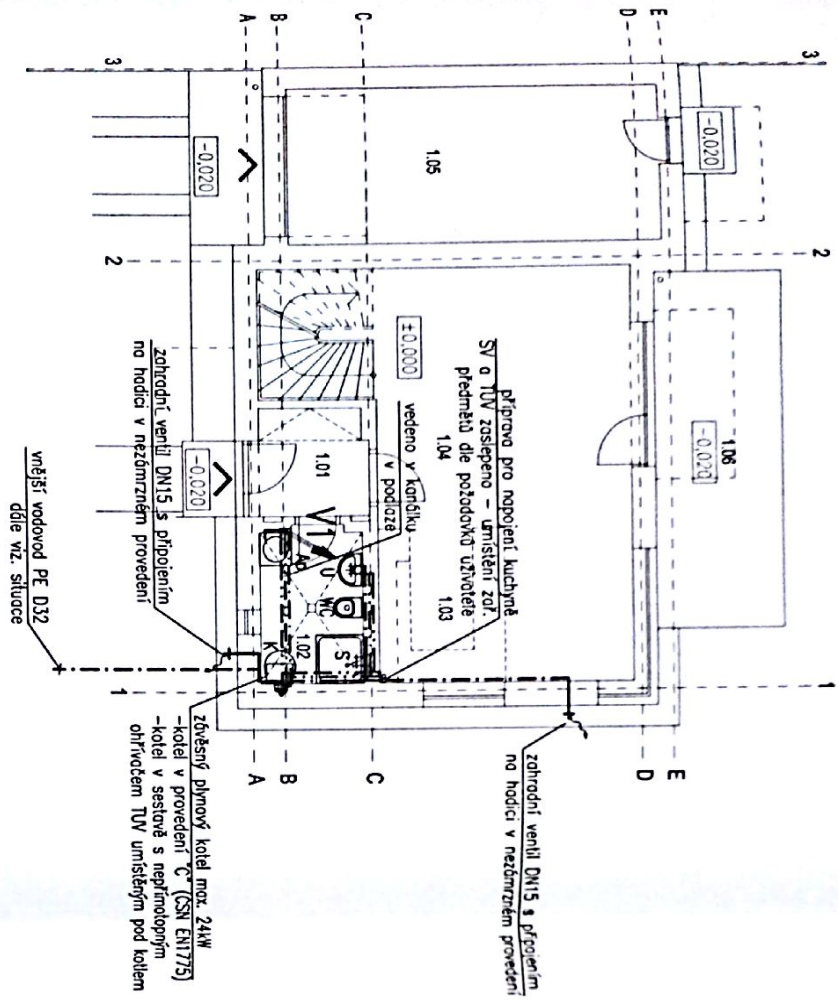 A
B
C
D
E
3
3
-0,020
1.05
-0,020
2
2
±0.000
příprava pro napojení kuchyně
SV a TUV zaslepeno - umístění zař.
předmětů dle požadavků uživatele
1.04
1.03
vedeno v kanálku
v podlaze
1.06
-0,020
1.01
-0,020
V1
U
WC
S
K
1.02
zahradní ventil DN15 s připojením
na hadici v nezámrzném provedení
vnější vodovod PE D32
dále viz. situace
1
1
A
B
C
D
E
závěsný plynový kotel max. 24kW
-kotel v provedení "C" (ČSN EN1775)
-kotel v sestavě s nepřímotopným
ohřívačem TUV umístěným pod kotlem
zahradní ventil DN15 s připojením
na hadici v nezámrzném provedení